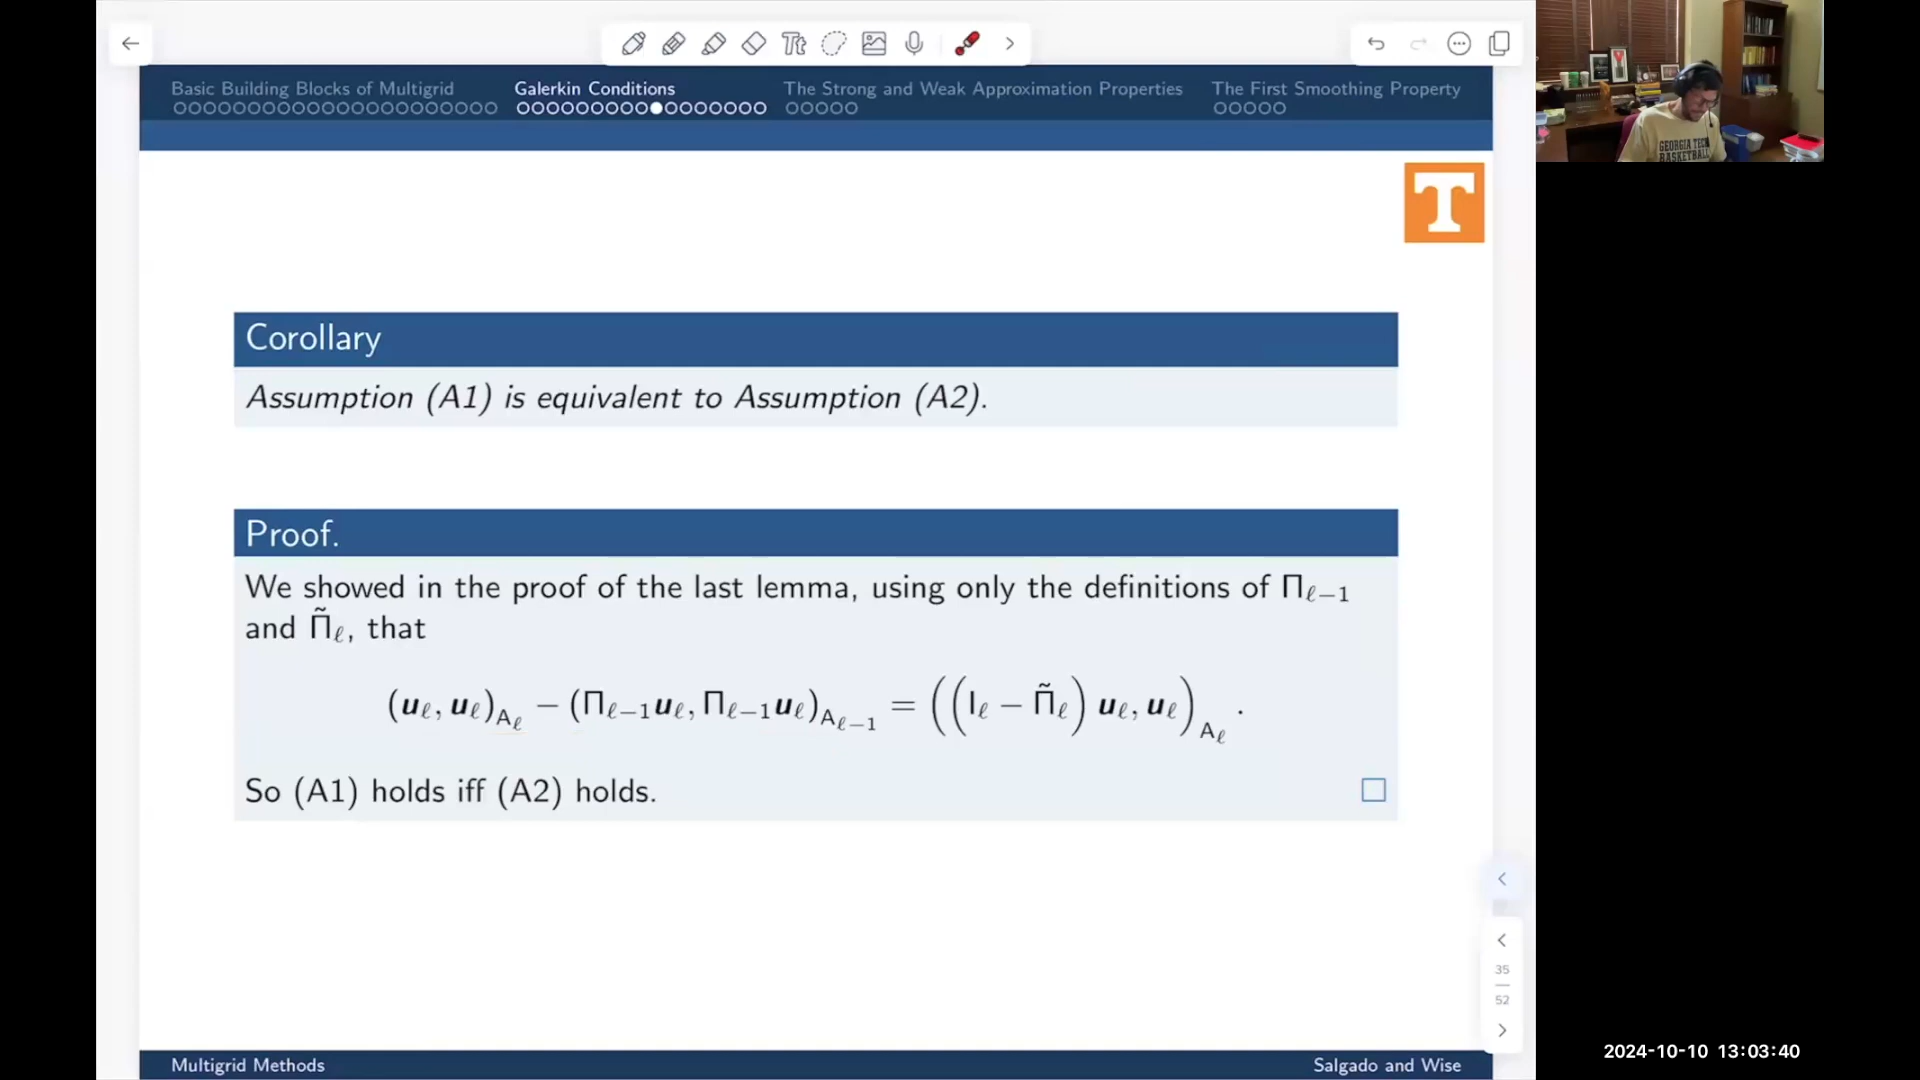 Basic Building Blocks of Multigrid Galerkin Conditions The Strong and Weak Approximation Properties The First Smoothing Property
T
GEORGIA TECH
BASKETBALL
Corollary
Assumption (A1) is equivalent to Assumption (A2).
Proof.
We showed in the proof of the last lemma, using only the definitions of Π_{ℓ−1}
and Π̃_ℓ, that
(u_ℓ, u_ℓ)_{A_ℓ} − (Π_{ℓ−1}u_ℓ, Π_{ℓ−1}u_ℓ)_{A_{ℓ−1}} = ((I_ℓ − Π̃_ℓ) u_ℓ, u_ℓ)_{A_ℓ}.
So (A1) holds iff (A2) holds.
35
52
Multigrid Methods Salgado and Wise
2024-10-10 13:03:40